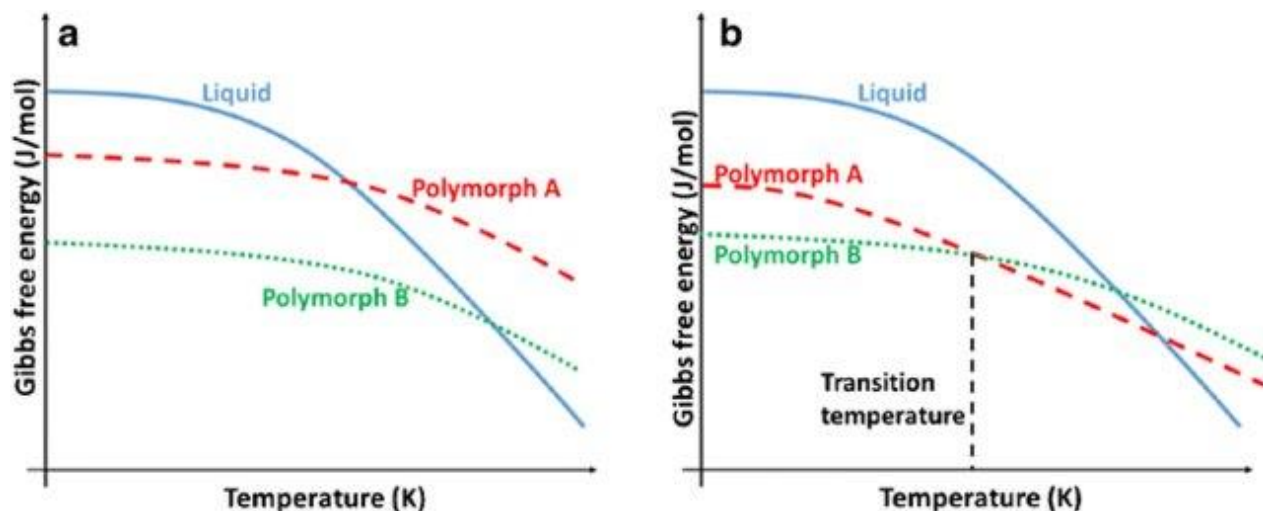 a
Gibbs free energy (J/mol)
Liquid
Polymorph A
Polymorph B
Temperature (K)
b
Gibbs free energy (J/mol)
Liquid
Polymorph A
Polymorph B
Transition
temperature
Temperature (K)